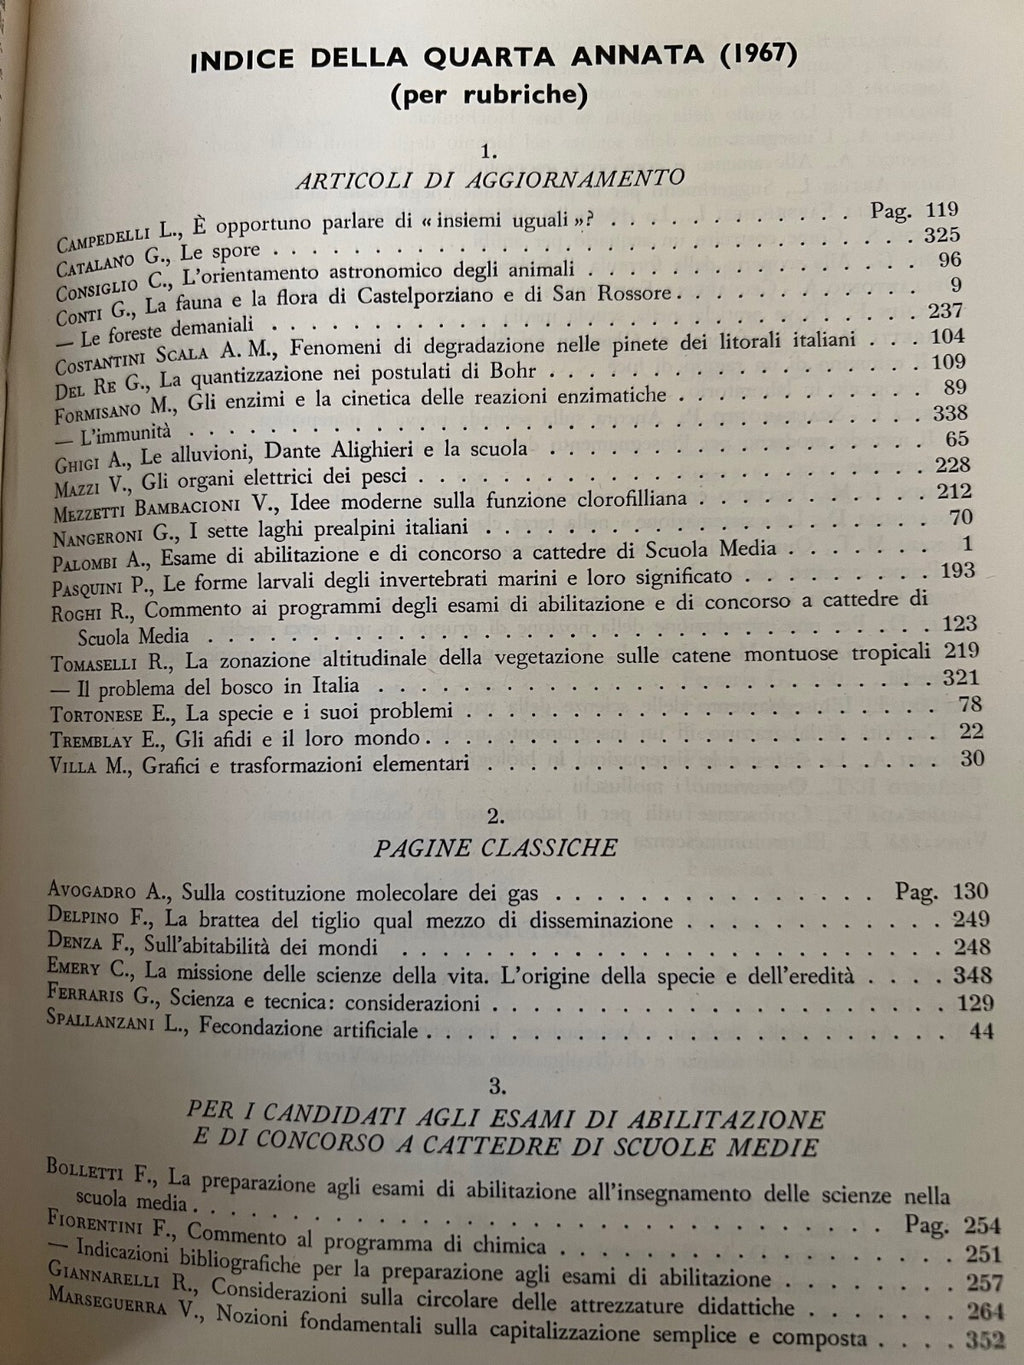 INDICE DELLA QUARTA ANNATA (1967)
(per rubriche)
1.
ARTICOLI DI AGGIORNAMENTO
CAMPEDELLI L., È opportuno parlare di « insiemi uguali »? . . . . . . . . . . . . Pag. 119
CATALANO G., Le spore . . . . . . . . . . . . . . . . . . . . . . . . . . . . . . 325
CONSIGLIO C., L'orientamento astronomico degli animali . . . . . . . . . . . . . . . 96
CONTI G., La fauna e la flora di Castelporziano e di San Rossore . . . . . . . . . . . 9
— Le foreste demaniali . . . . . . . . . . . . . . . . . . . . . . . . . . . . . . 237
COSTANTINI SCALA A. M., Fenomeni di degradazione nelle pinete dei litorali italiani . . . 104
DEL RE G., La quantizzazione nei postulati di Bohr . . . . . . . . . . . . . . . . . 109
FORMISANO M., Gli enzimi e la cinetica delle reazioni enzimatiche . . . . . . . . . . . 89
— L'immunità . . . . . . . . . . . . . . . . . . . . . . . . . . . . . . . . . . 338
GHIGI A., Le alluvioni, Dante Alighieri e la scuola . . . . . . . . . . . . . . . . . 65
MAZZI V., Gli organi elettrici dei pesci . . . . . . . . . . . . . . . . . . . . . . 228
MEZZETTI BAMBACIONI V., Idee moderne sulla funzione clorofilliana . . . . . . . . . . 212
NANGERONI G., I sette laghi prealpini italiani . . . . . . . . . . . . . . . . . . . 70
PALOMBI A., Esame di abilitazione e di concorso a cattedre di Scuola Media . . . . . . . 1
PASQUINI P., Le forme larvali degli invertebrati marini e loro significato . . . . . . . . . 193
ROGHI R., Commento ai programmi degli esami di abilitazione e di concorso a cattedre di
Scuola Media . . . . . . . . . . . . . . . . . . . . . . . . . . . . . . . . . 123
TOMASELLI R., La zonazione altitudinale della vegetazione sulle catene montuose tropicali 219
— Il problema del bosco in Italia . . . . . . . . . . . . . . . . . . . . . . . . . 321
TORTONESE E., La specie e i suoi problemi . . . . . . . . . . . . . . . . . . . . . 78
TREMBLAY E., Gli afidi e il loro mondo . . . . . . . . . . . . . . . . . . . . . . . 22
VILLA M., Grafici e trasformazioni elementari . . . . . . . . . . . . . . . . . . . . 30
2.
PAGINE CLASSICHE
AVOGADRO A., Sulla costituzione molecolare dei gas . . . . . . . . . . . . . . Pag. 130
DELPINO F., La brattea del tiglio qual mezzo di disseminazione . . . . . . . . . . . . 249
DENZA F., Sull'abitabilità dei mondi . . . . . . . . . . . . . . . . . . . . . . . . 248
EMERY C., La missione delle scienze della vita. L'origine della specie e dell'eredità . . . . 348
FERRARIS G., Scienza e tecnica: considerazioni . . . . . . . . . . . . . . . . . . . . 129
SPALLANZANI L., Fecondazione artificiale . . . . . . . . . . . . . . . . . . . . . . . 44
3.
PER I CANDIDATI AGLI ESAMI DI ABILITAZIONE
E DI CONCORSO A CATTEDRE DI SCUOLE MEDIE
BOLLETTI F., La preparazione agli esami di abilitazione all'insegnamento delle scienze nella
scuola media . . . . . . . . . . . . . . . . . . . . . . . . . . . . . . . Pag. 254
FIORENTINI F., Commento al programma di chimica . . . . . . . . . . . . . . . . . 251
— Indicazioni bibliografiche per la preparazione agli esami di abilitazione . . . . . . . . 257
GIANNARELLI R., Considerazioni sulla circolare delle attrezzature didattiche . . . . . . . 264
MARSEGUERRA V., Nozioni fondamentali sulla capitalizzazione semplice e composta . . . . 352